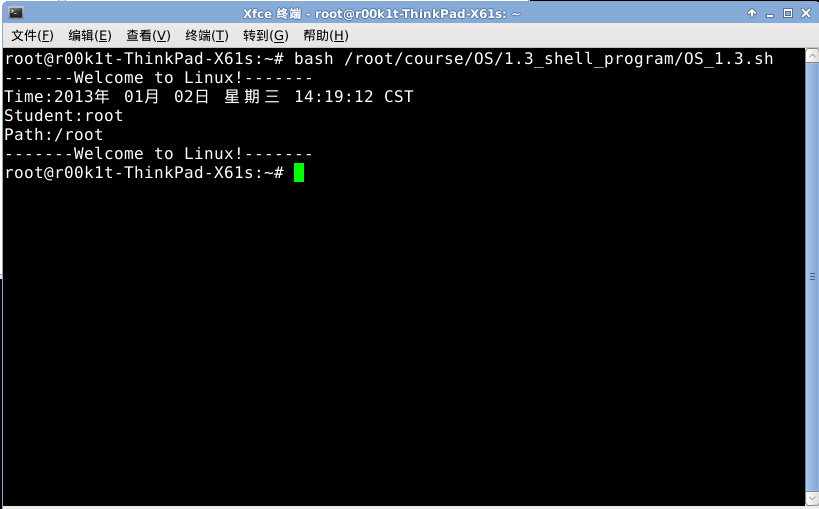 Xfce 终端 - root@r00k1t-ThinkPad-X61s: ~
文件(F) 编辑(E) 查看(V) 终端(T) 转到(G) 帮助(H)
root@r00k1t-ThinkPad-X61s:~# bash /root/course/OS/1.3_shell_program/OS_1.3.sh
-------Welcome to Linux!-------
Time:2013年 01月 02日 星期三 14:19:12 CST
Student:root
Path:/root
-------Welcome to Linux!-------
root@r00k1t-ThinkPad-X61s:~#